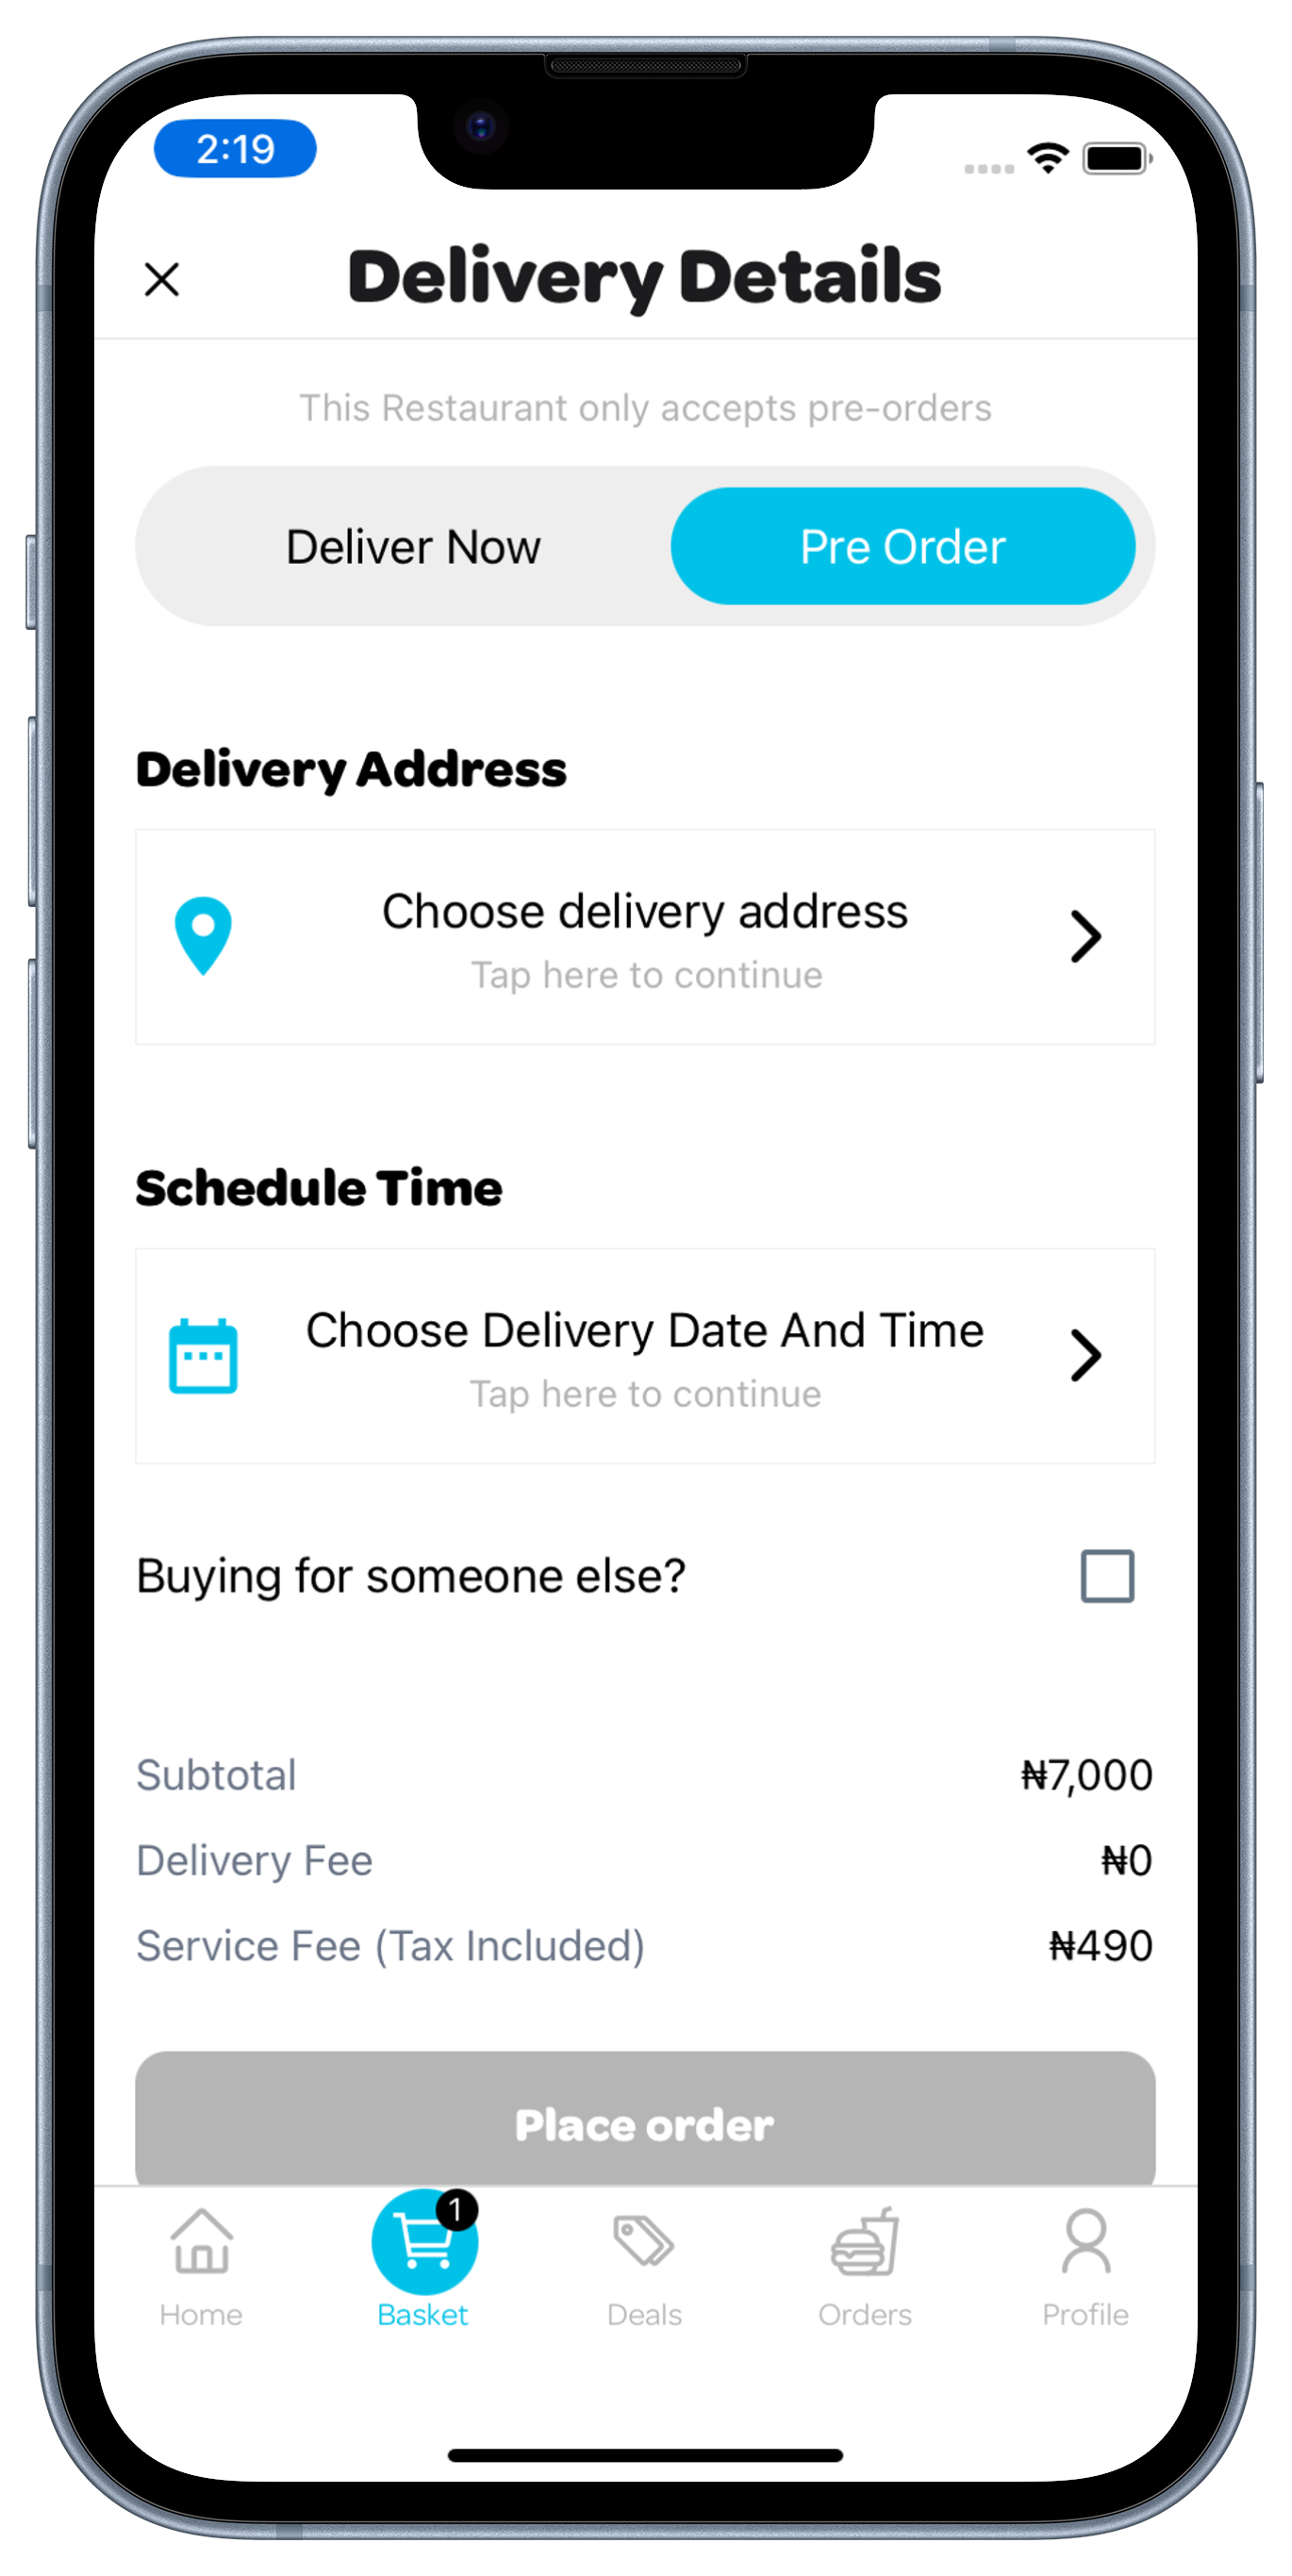 2:19
Delivery Details
This Restaurant only accepts pre-orders
Deliver Now
Pre Order
Delivery Address
Choose delivery address
Tap here to continue
Schedule Time
Choose Delivery Date And Time
Tap here to continue
Buying for someone else?
Subtotal ₦7,000
Delivery Fee ₦0
Service Fee (Tax Included) ₦490
Place order
1
Home Basket Deals Orders Profile